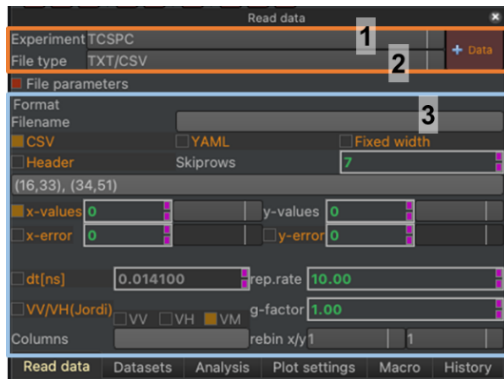 Read data
Experiment TCSPC 1
File type TXT/CSV 2 + Data
File parameters
Format 3
Filename
CSV YAML Fixed width
Header Skiprows 7
(16,33), (34,51)
x-values 0 y-values 0
x-error 0 y-error 0
dt[ns] 0.014100 rep.rate 10.00
VV/VH(Jordi) VV VH VM g-factor 1.00
Columns rebin x/y 1 1
Read data Datasets Analysis Plot settings Macro History